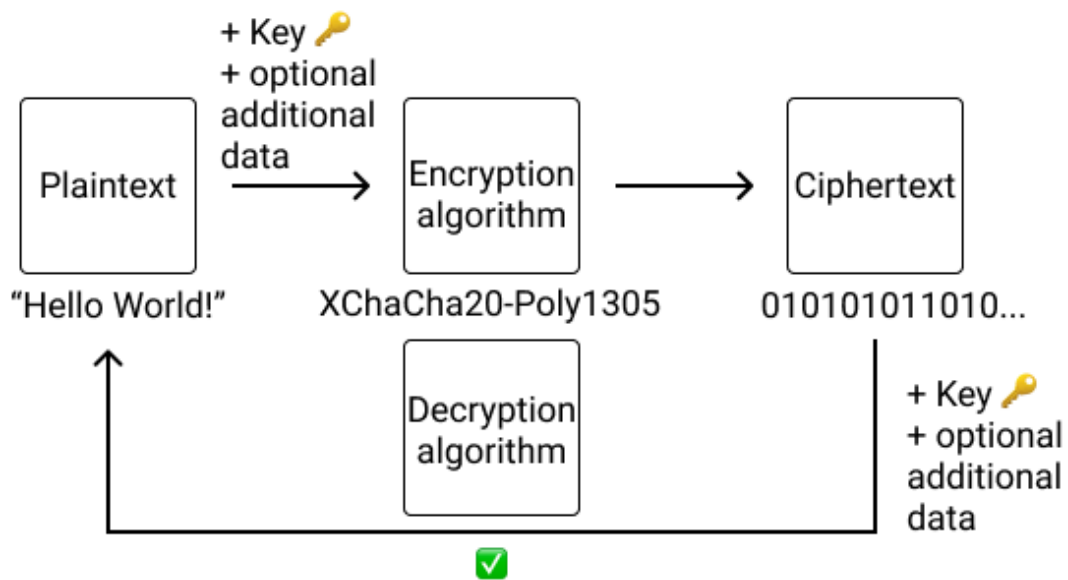 + Key 🔑
+ optional
additional
data
Plaintext
Encryption
algorithm
Ciphertext
“Hello World!”
XChaCha20-Poly1305
010101011010...
Decryption
algorithm
+ Key 🔑
+ optional
additional
data
✅